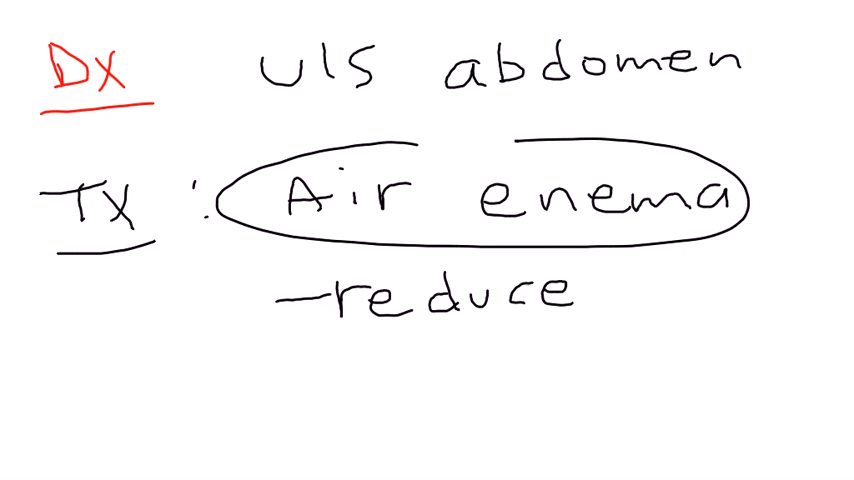 Dx U/S abdomen
Tx : Air enema
- reduce